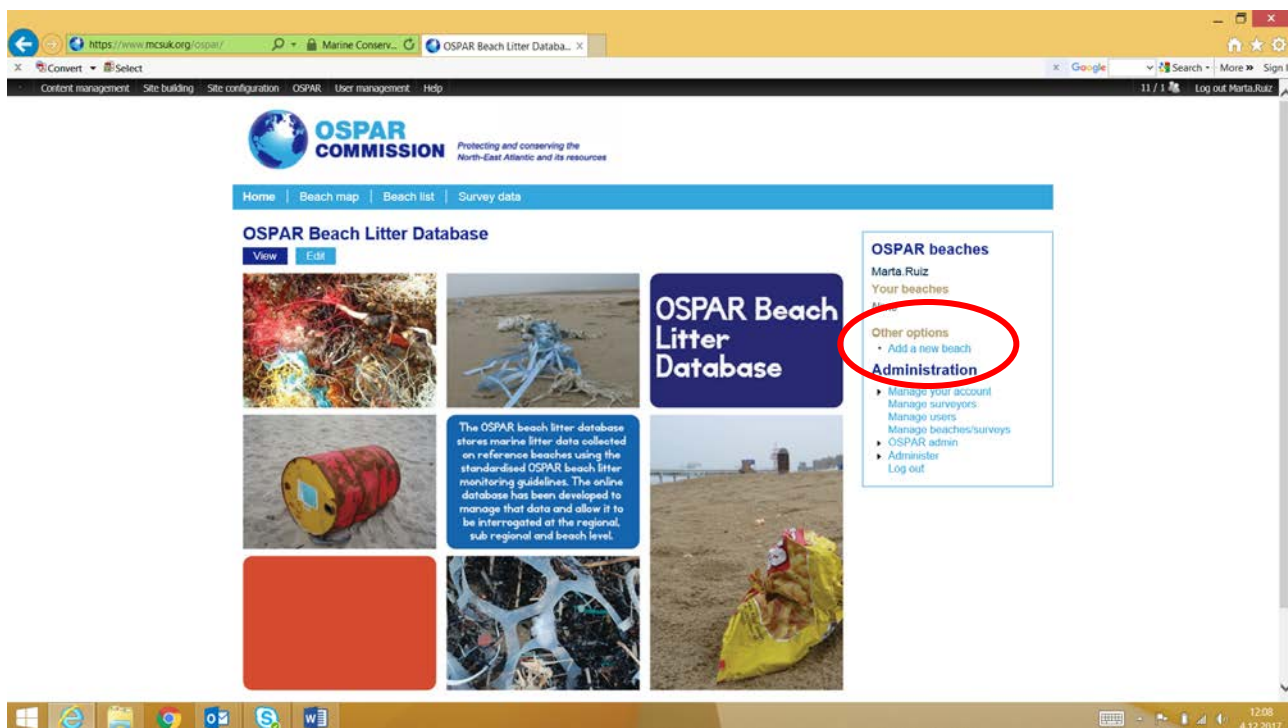 https://www.mcsuk.org/ospar/
Marine Conserv...
OSPAR Beach Litter Databa...
Convert
Select
Google
Search
More »
Sign I
Content management Site building Site configuration OSPAR User management Help
11 / 1
Log out Marta.Ruiz
OSPAR
COMMISSION
Protecting and conserving the
North-East Atlantic and its resources
Home | Beach map | Beach list | Survey data
OSPAR Beach Litter Database
View Edit
OSPAR Beach
Litter
Database
The OSPAR beach litter database
stores marine litter data collected
on reference beaches using the
standardised OSPAR beach litter
monitoring guidelines. The online
database has been developed to
manage that data and allow it to
be interrogated at the regional,
sub regional and beach level.
OSPAR beaches
Marta.Ruiz
Your beaches
Other options
• Add a new beach
Administration
Manage your account
Manage surveyors
Manage users
Manage beaches/surveys
OSPAR admin
Administer
Log out
12:08
4.12.2017